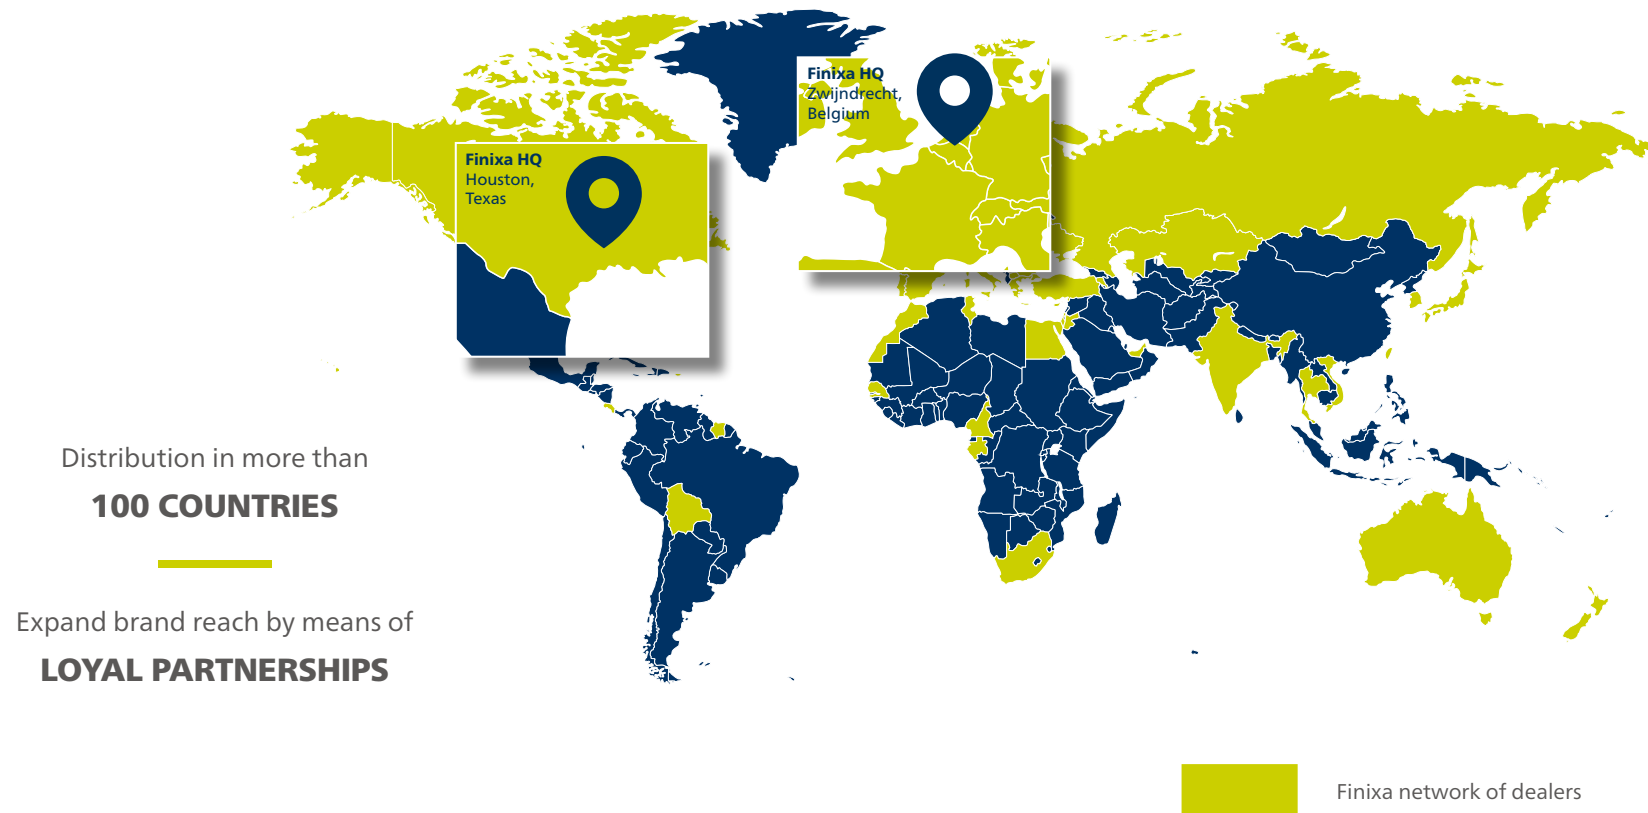 Finixa HQ
Zwijndrecht,
Belgium
Finixa HQ
Houston,
Texas
Distribution in more than
100 COUNTRIES
Expand brand reach by means of
LOYAL PARTNERSHIPS
Finixa network of dealers